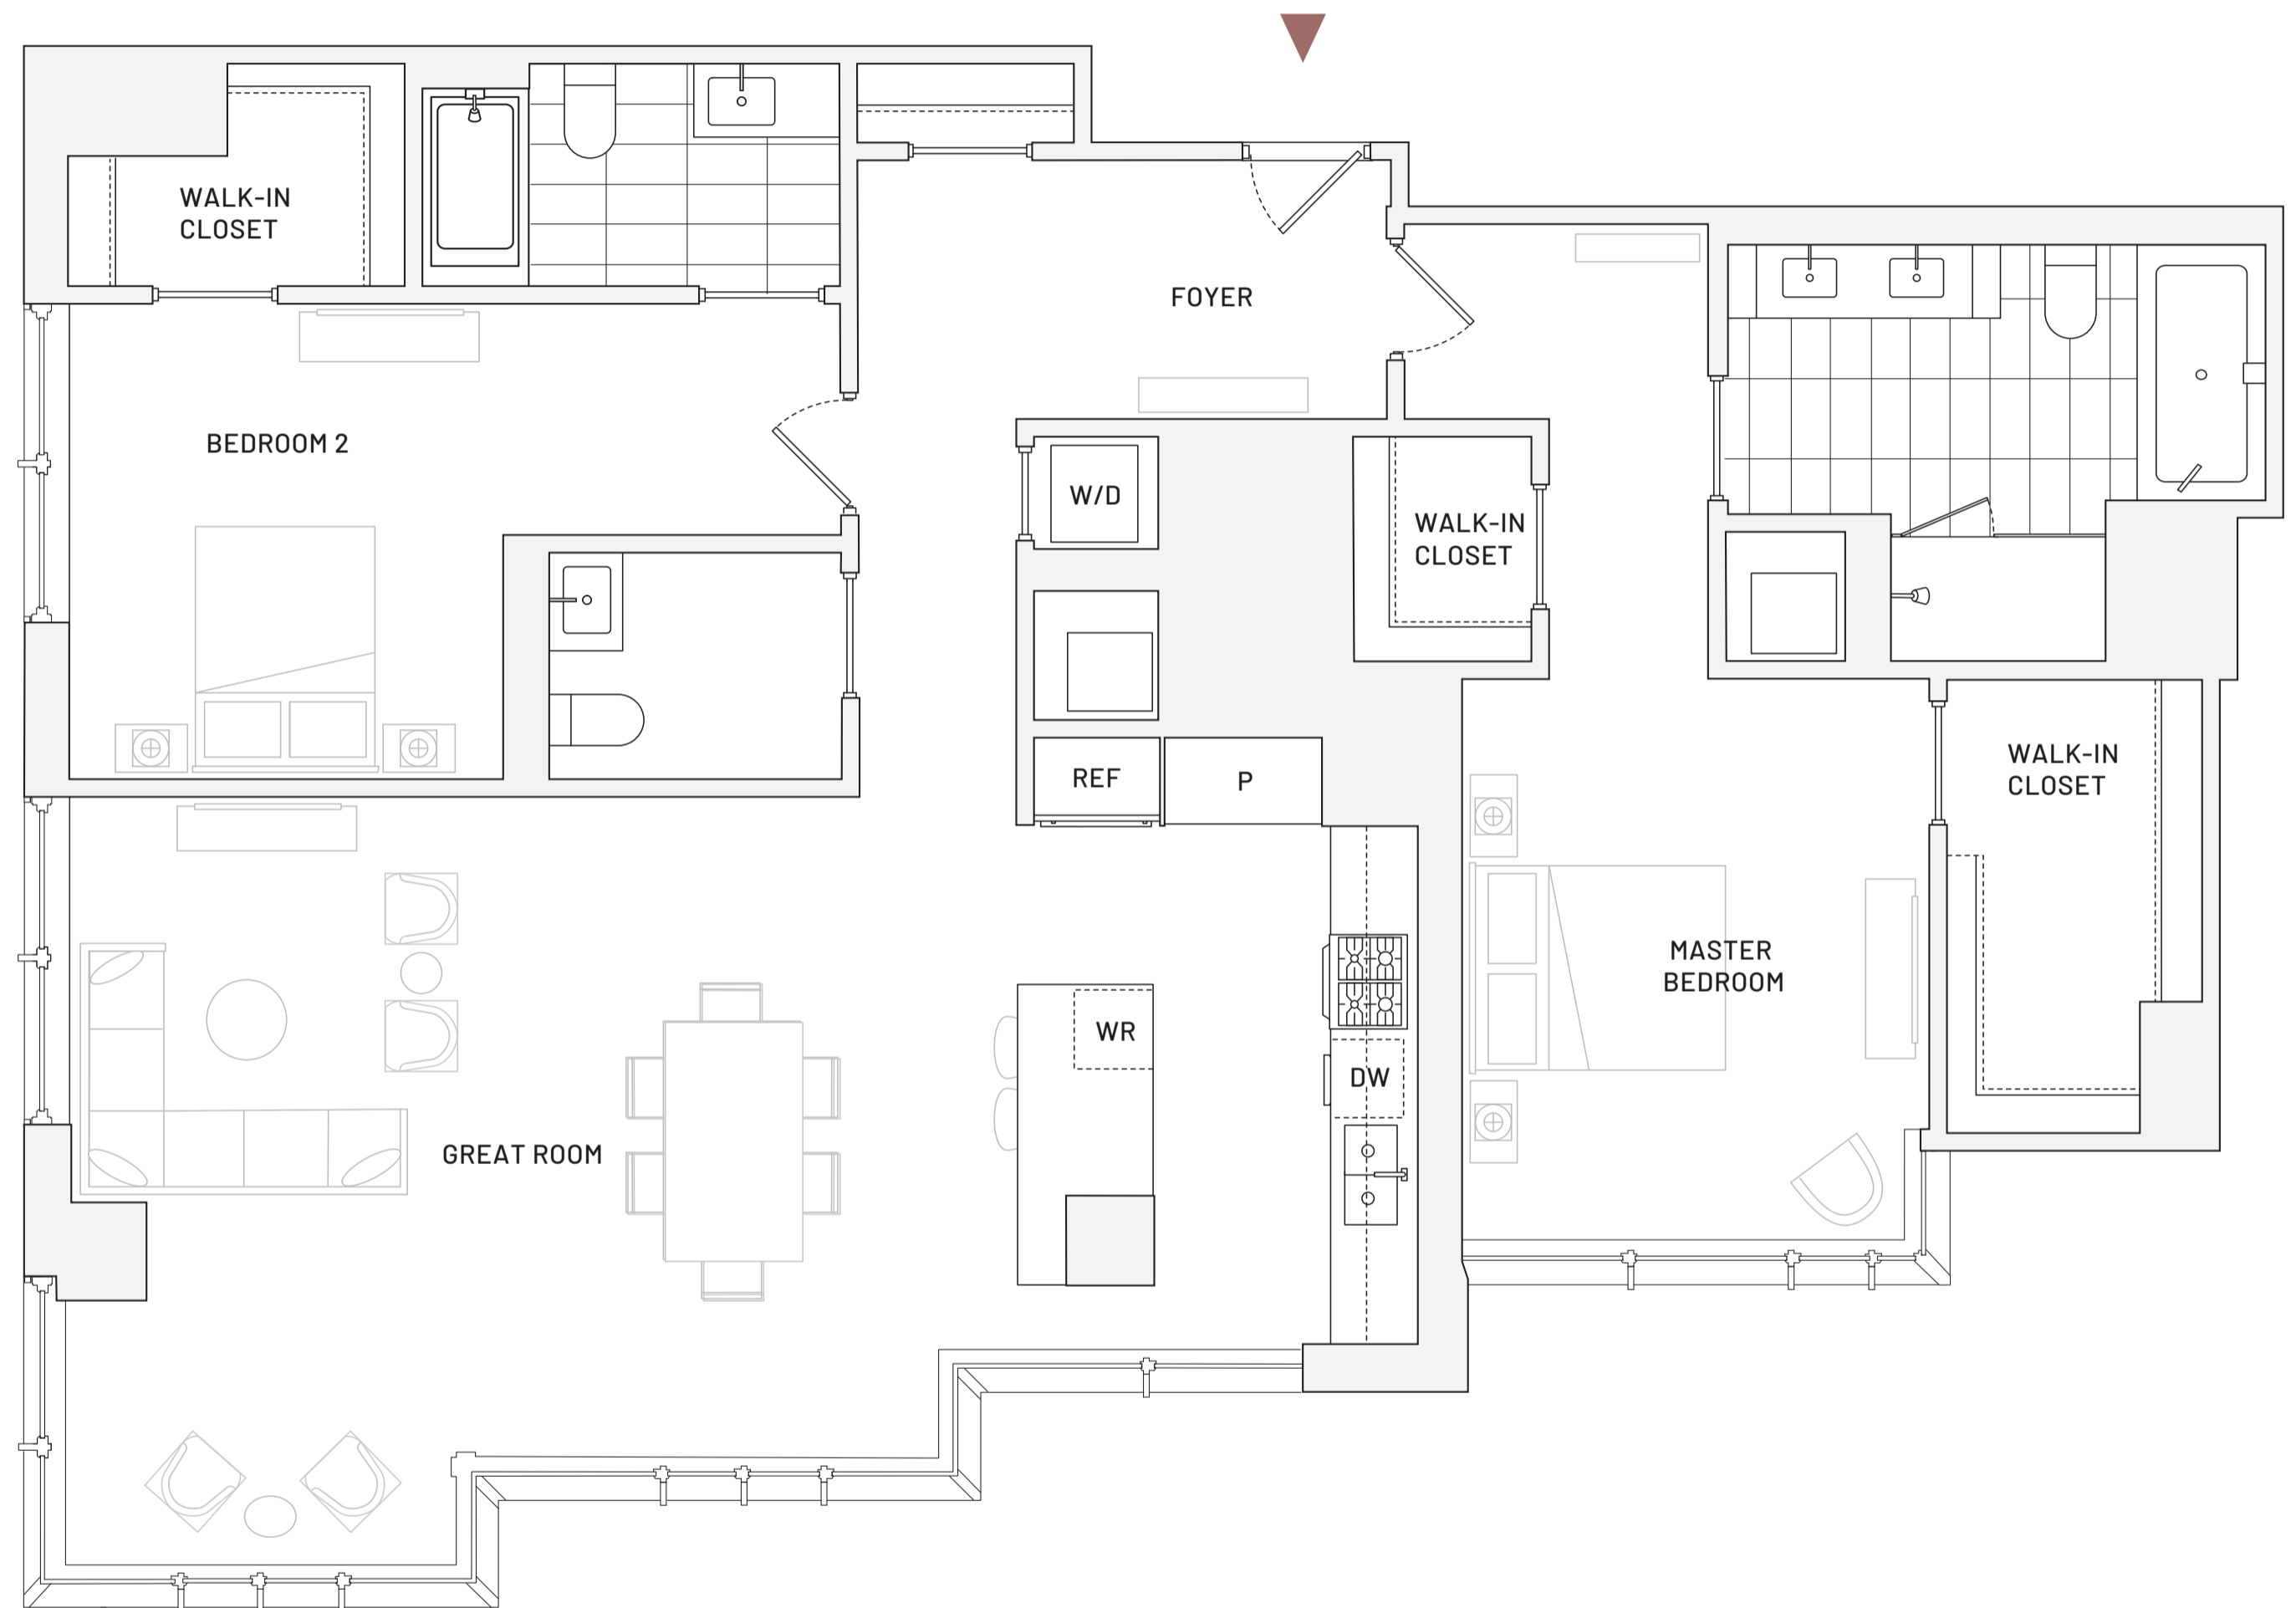 WALK-IN
CLOSET
FOYER
BEDROOM 2
W/D
WALK-IN
CLOSET
REF
P
WALK-IN
CLOSET
MASTER
BEDROOM
WR
DW
GREAT ROOM